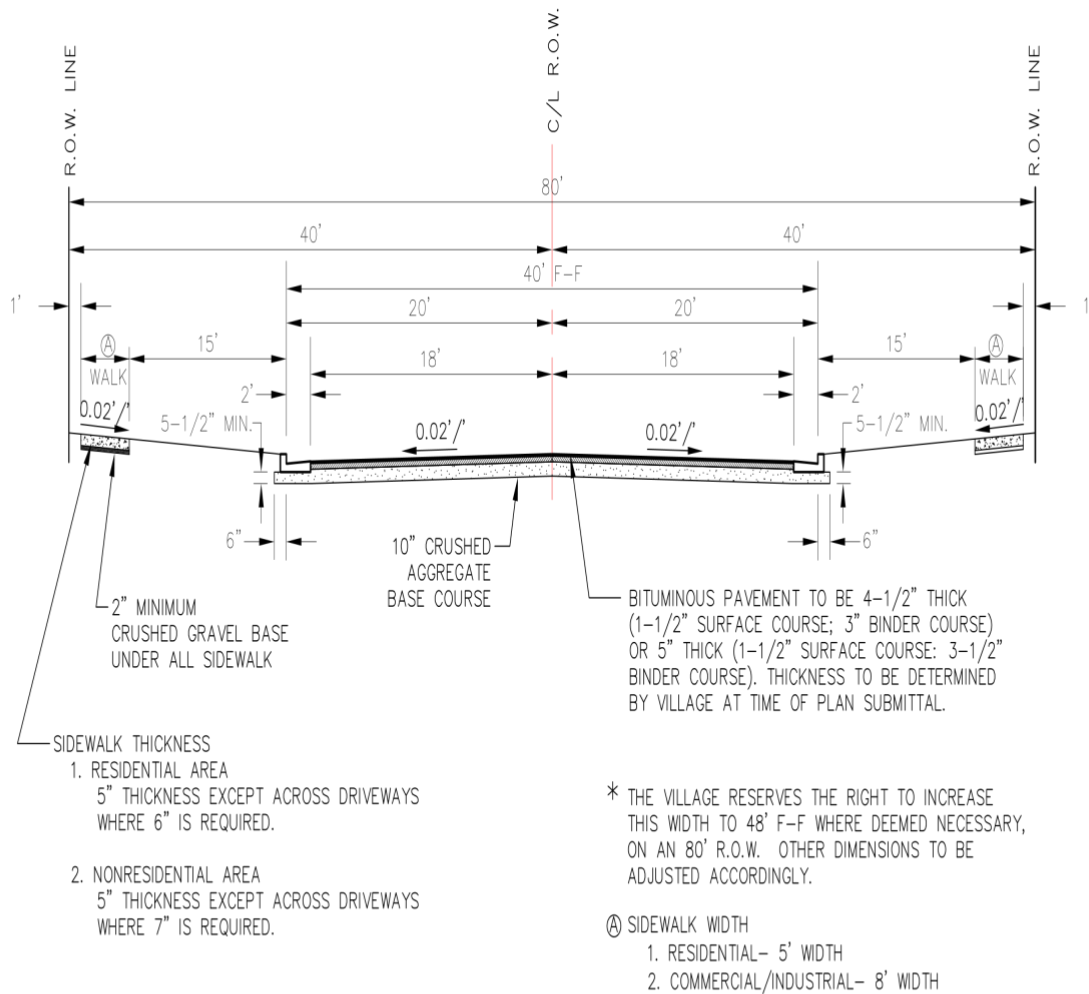 R.O.W. LINE
C/L R.O.W.
R.O.W. LINE
80'
40'
40'
40' F-F
1'
20'
20'
1
Ⓐ
15'
18'
18'
15'
Ⓐ
WALK
2'
2'
WALK
0.02'/'
5-1/2" MIN.
0.02'/'
0.02'/'
5-1/2" MIN.
0.02'/'
6"
6"
10" CRUSHED
AGGREGATE
BASE COURSE
2" MINIMUM
CRUSHED GRAVEL BASE
UNDER ALL SIDEWALK
BITUMINOUS PAVEMENT TO BE 4-1/2" THICK
(1-1/2" SURFACE COURSE; 3" BINDER COURSE)
OR 5" THICK (1-1/2" SURFACE COURSE: 3-1/2"
BINDER COURSE). THICKNESS TO BE DETERMINED
BY VILLAGE AT TIME OF PLAN SUBMITTAL.
SIDEWALK THICKNESS
1. RESIDENTIAL AREA
5" THICKNESS EXCEPT ACROSS DRIVEWAYS
WHERE 6" IS REQUIRED.
2. NONRESIDENTIAL AREA
5" THICKNESS EXCEPT ACROSS DRIVEWAYS
WHERE 7" IS REQUIRED.
* THE VILLAGE RESERVES THE RIGHT TO INCREASE
THIS WIDTH TO 48' F-F WHERE DEEMED NECESSARY,
ON AN 80' R.O.W. OTHER DIMENSIONS TO BE
ADJUSTED ACCORDINGLY.
Ⓐ SIDEWALK WIDTH
1. RESIDENTIAL- 5' WIDTH
2. COMMERCIAL/INDUSTRIAL- 8' WIDTH